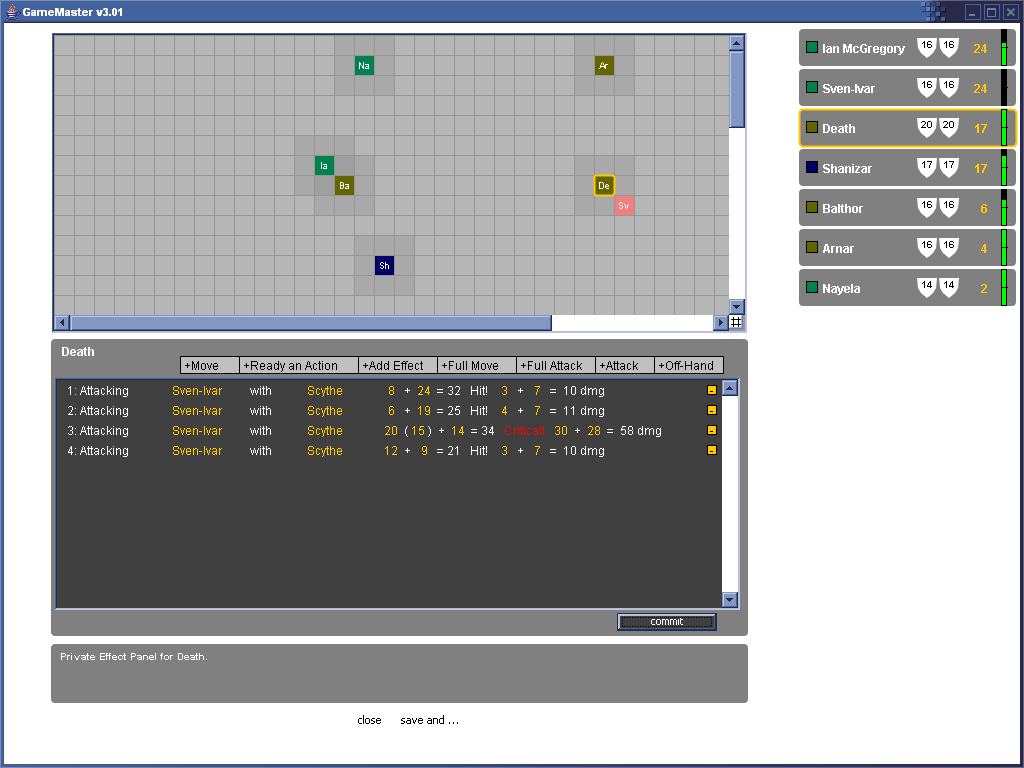 GameMaster v3.01
Na
Ar
Ia
Ba
De
Sv
Sh
Ian McGregory 16 16 24
Sven-Ivar 16 16 24
Death 20 20 17
Shanizar 17 17 17
Balthor 16 16 6
Arnar 16 16 4
Nayela 14 14 2
Death
+Move +Ready an Action +Add Effect +Full Move +Full Attack +Attack +Off-Hand
1: Attacking Sven-Ivar with Scythe 8 + 24 = 32 Hit! 3 + 7 = 10 dmg
2: Attacking Sven-Ivar with Scythe 6 + 19 = 25 Hit! 4 + 7 = 11 dmg
3: Attacking Sven-Ivar with Scythe 20 (15) + 14 = 34 Critical! 30 + 28 = 58 dmg
4: Attacking Sven-Ivar with Scythe 12 + 9 = 21 Hit! 3 + 7 = 10 dmg
commit
Private Effect Panel for Death.
close save and ...